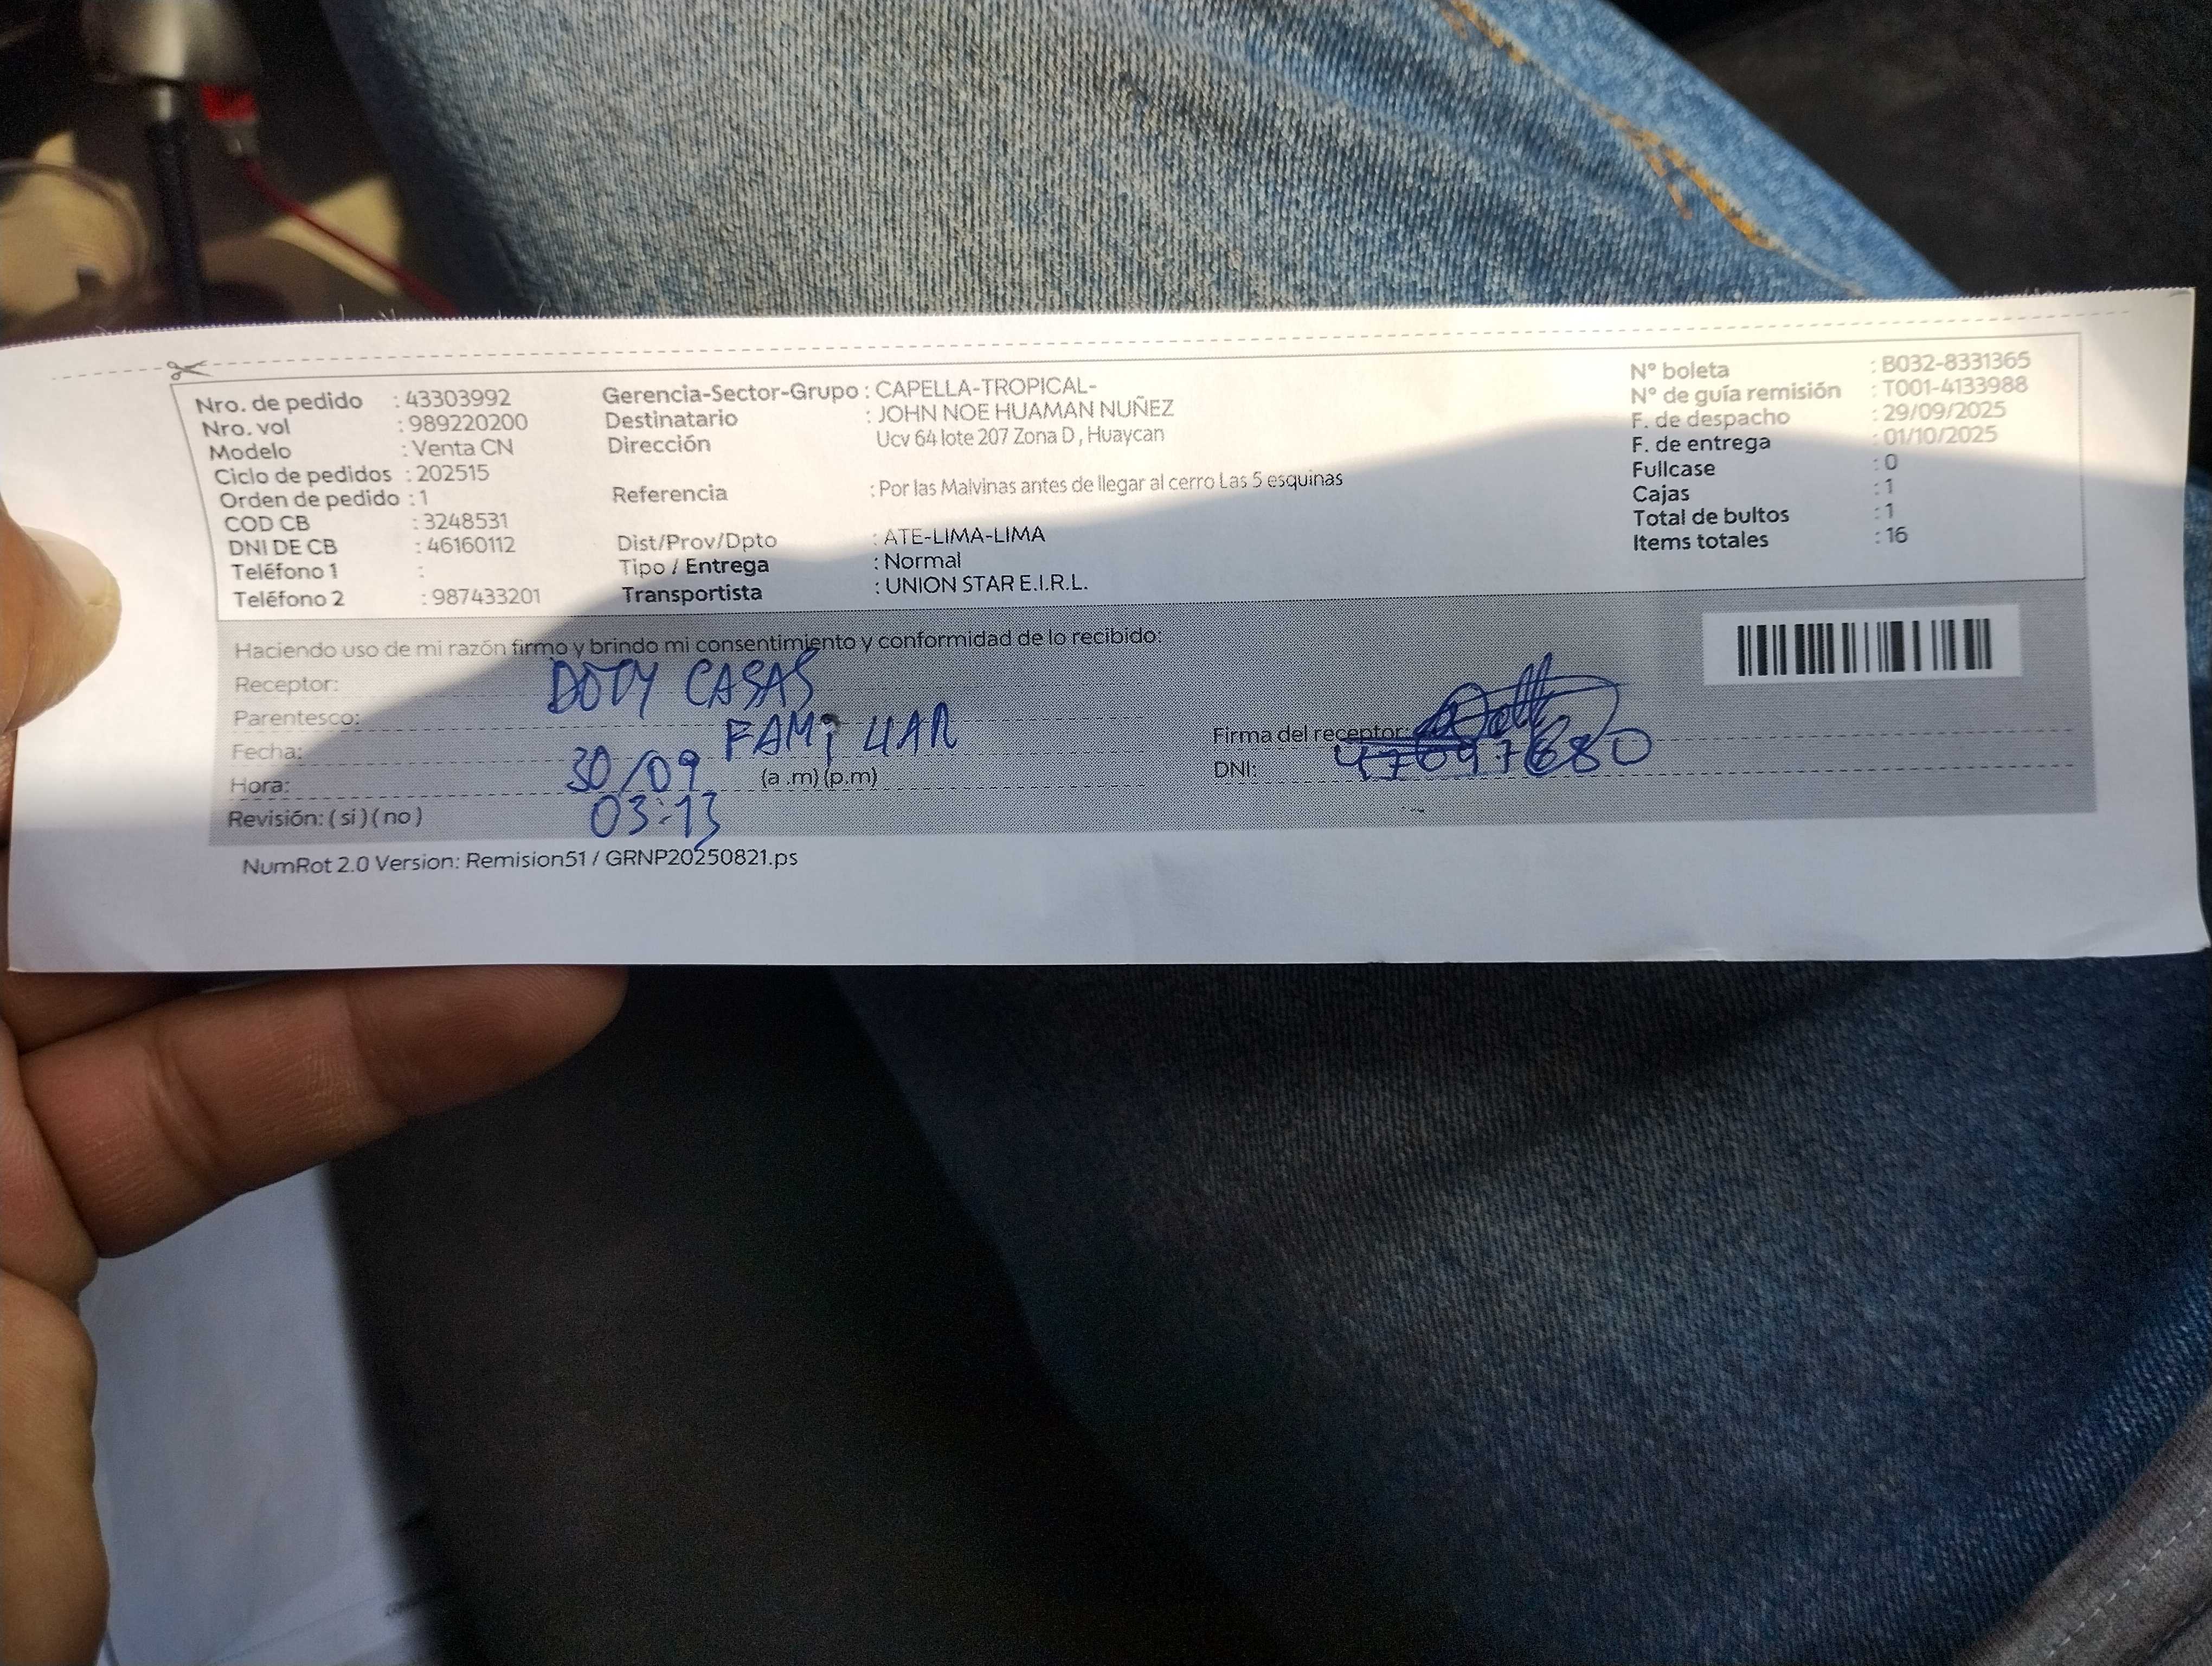 Nro. de pedido : 43303992
Nro. vol : 989220200
Modelo : Venta CN
Ciclo de pedidos : 202515
Orden de pedido : 1
COD CB : 3248531
DNI DE CB : 46160112
Teléfono 1 :
Teléfono 2 : 987433201
Gerencia-Sector-Grupo : CAPELLA-TROPICAL-
Destinatario : JOHN NOE HUAMAN NUÑEZ
Dirección Ucv 64 lote 207 Zona D , Huaycan
Referencia : Por las Malvinas antes de llegar al cerro Las 5 esquinas
Dist/Prov/Dpto : ATE-LIMA-LIMA
Tipo / Entrega : Normal
Transportista : UNION STAR E.I.R.L.
N° boleta : B032-8331365
N° de guía remisión : T001-4133988
F. de despacho : 29/09/2025
F. de entrega : 01/10/2025
Fullcase : 0
Cajas : 1
Total de bultos : 1
Items totales : 16
Haciendo uso de mi razón firmo y brindo mi consentimiento y conformidad de lo recibido:
Receptor: DOTY CASAS
Parentesco: FAMiLIAR
Fecha: 30/09
Hora: 03:13 (a .m) (p.m)
Revisión: ( si ) ( no )
Firma del receptor
DNI:
NumRot 2.0 Version: Remision51 / GRNP20250821.ps